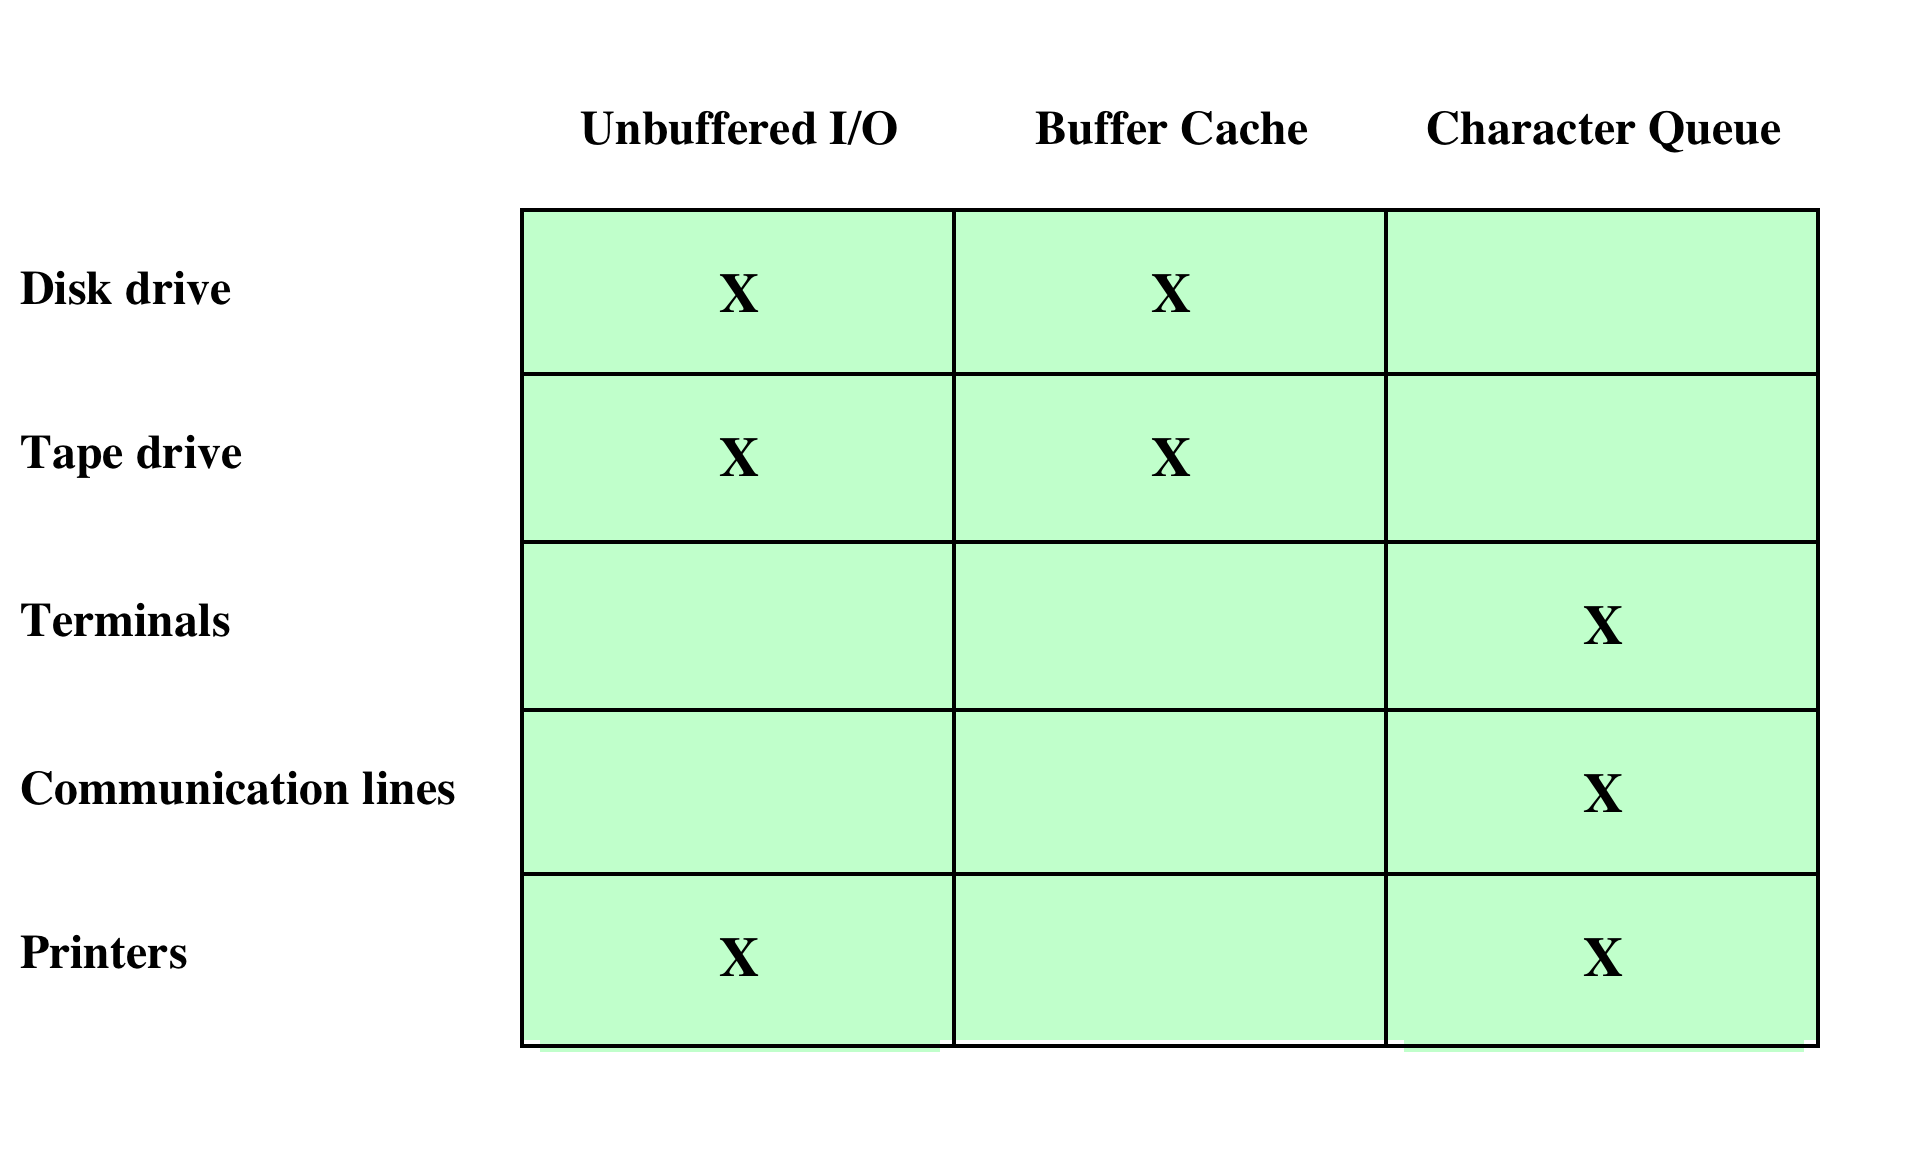 Unbuffered I/O Buffer Cache Character Queue
Disk drive X X
Tape drive X X
Terminals X
Communication lines X
Printers X X